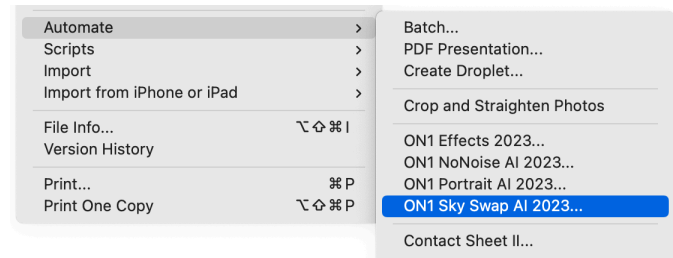 Automate >
Scripts >
Import >
Import from iPhone or iPad >
File Info... ⌥⇧⌘I
Version History
Print... ⌘P
Print One Copy ⌥⇧⌘P
Batch...
PDF Presentation...
Create Droplet...
Crop and Straighten Photos
ON1 Effects 2023...
ON1 NoNoise AI 2023...
ON1 Portrait AI 2023...
ON1 Sky Swap AI 2023...
Contact Sheet II...